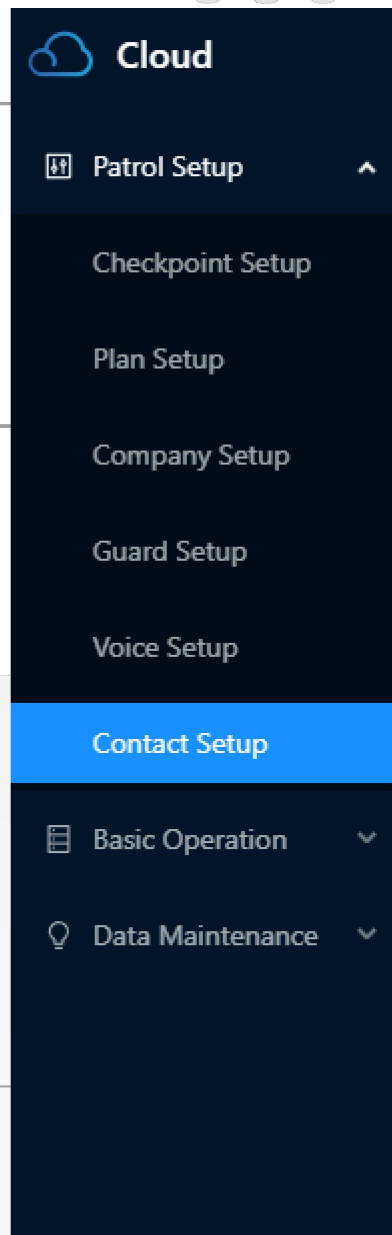 Cloud
Patrol Setup
Checkpoint Setup
Plan Setup
Company Setup
Guard Setup
Voice Setup
Contact Setup
Basic Operation
Data Maintenance